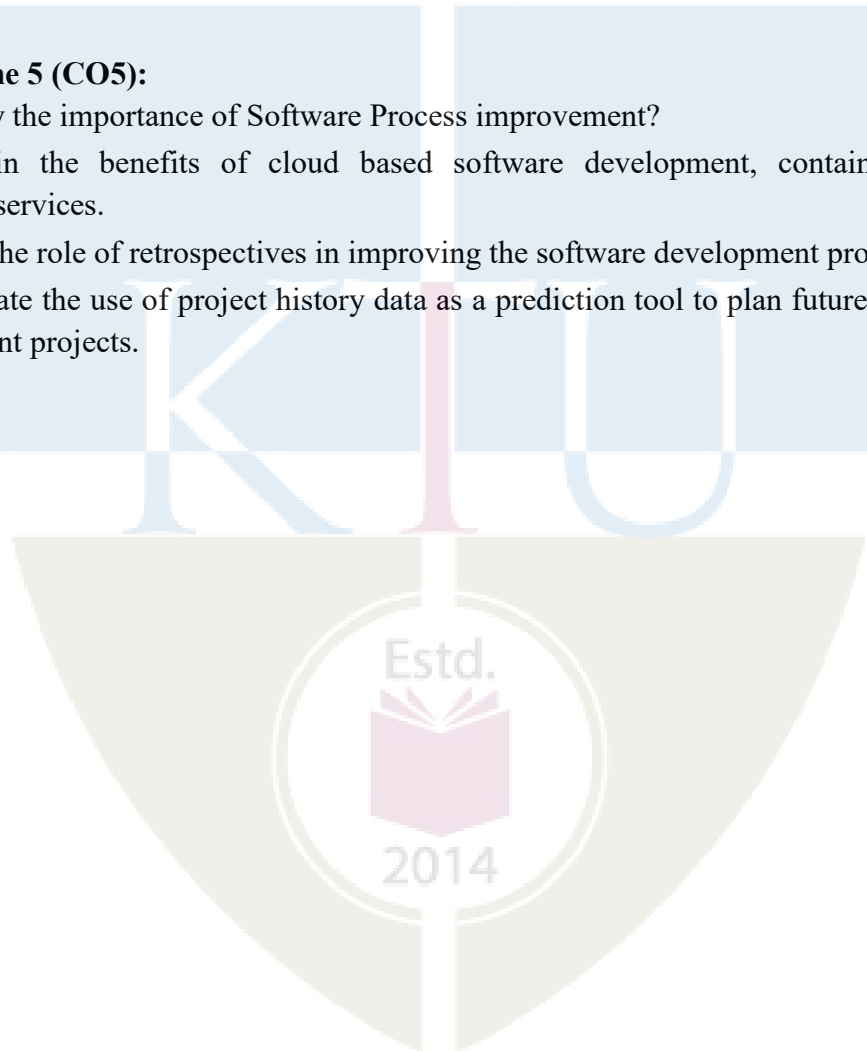 ne 5 (CO5):
y the importance of Software Process improvement?
in the benefits of cloud based software development, contain
services.
he role of retrospectives in improving the software development pro
ate the use of project history data as a prediction tool to plan future
nt projects.
KTU
Estd.
2014